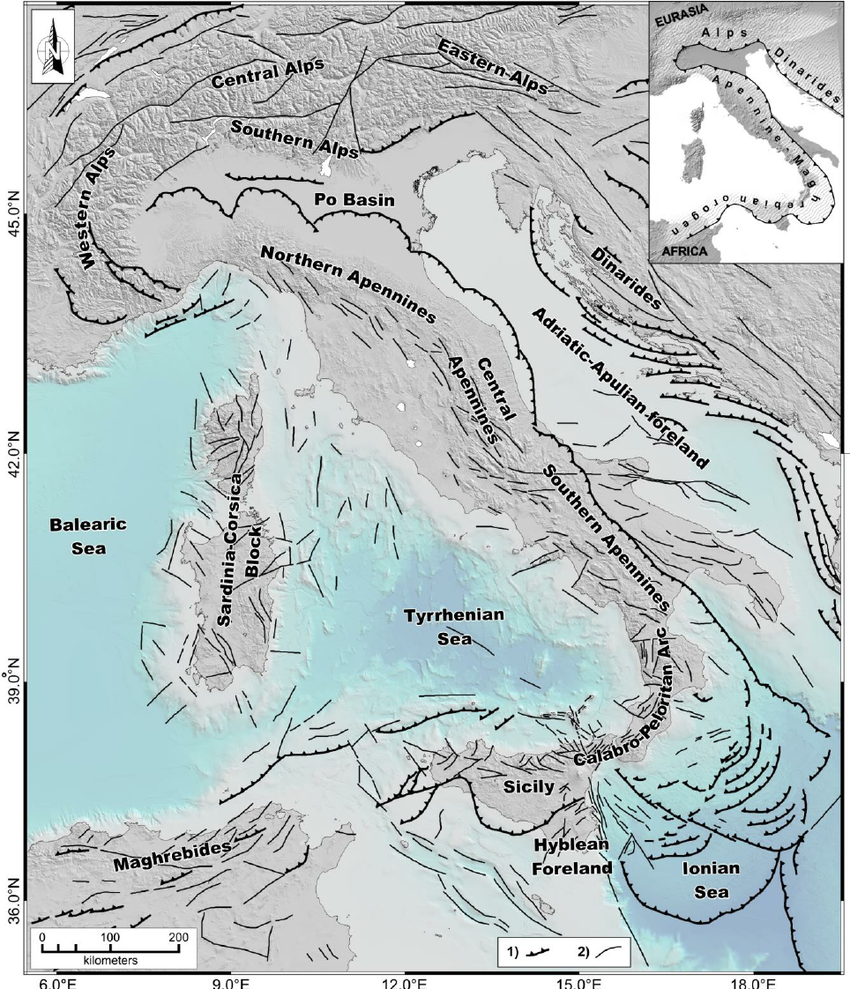 N
EURASIA
Alps
Dinarides
Apennine Maghrebian orogen
AFRICA
Central Alps
Eastern Alps
Southern Alps
Western Alps
Po Basin
Northern Apennines
Dinarides
Adriatic-Apulian foreland
Central
Apennines
Southern Apennines
Balearic
Sea
Sardinia-Corsica
Block
Tyrrhenian
Sea
Calabro-Peloritan Arc
Sicily
Hyblean
Foreland
Ionian
Sea
Maghrebides
45.0°N
42.0°N
39.0°N
36.0°N
0 100 200
kilometers
1) 2)
6.0°E 9.0°E 12.0°E 15.0°E 18.0°E